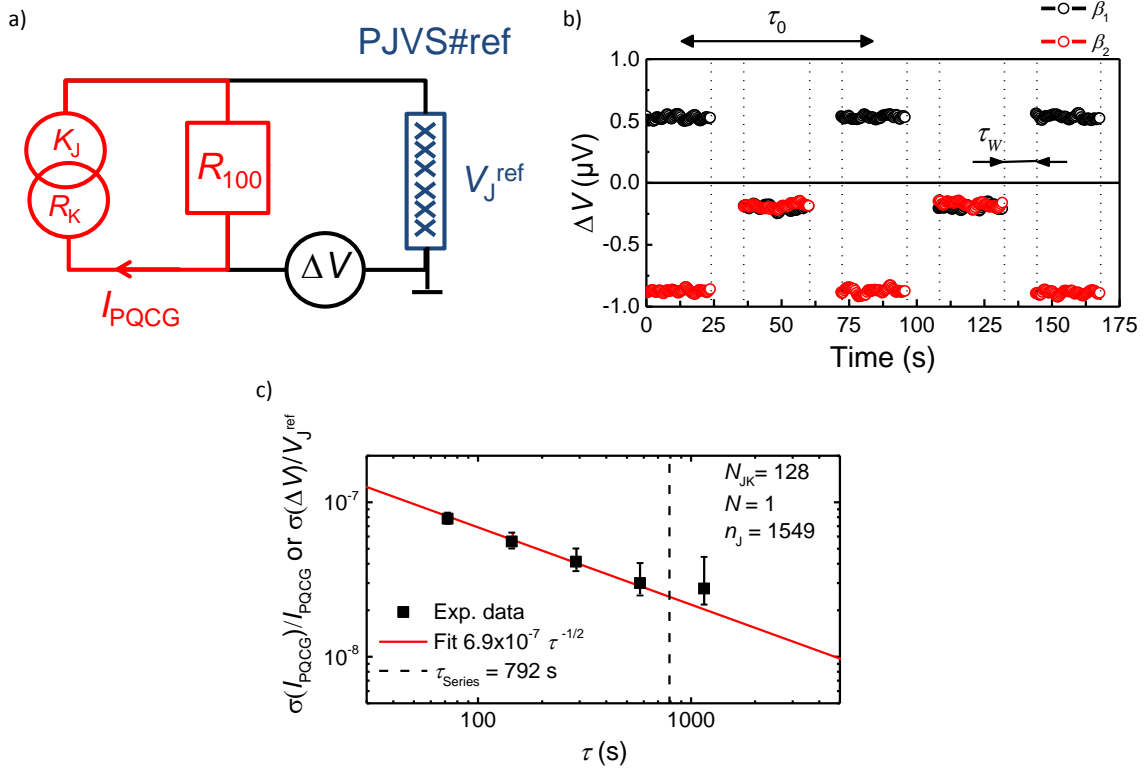 a)
PJVS#ref
K_J
R_K
R_100
V_J^ref
ΔV
I_PQCG
b)
τ_0
β_1
β_2
τ_W
ΔV (µV)
1.0
0.5
0.0
-0.5
-1.0
0 25 50 75 100 125 150 175
Time (s)
c)
σ(I_PQCG)/I_PQCG or σ(ΔV)/V_J^ref
10^-7
10^-8
N_JK = 128
N = 1
n_J = 1549
Exp. data
Fit 6.9x10^-7 τ^-1/2
τ_Series = 792 s
100 1000
τ (s)